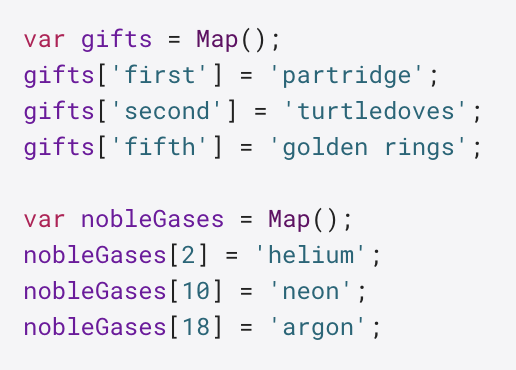 var gifts = Map();
gifts['first'] = 'partridge';
gifts['second'] = 'turtledoves';
gifts['fifth'] = 'golden rings';

var nobleGases = Map();
nobleGases[2] = 'helium';
nobleGases[10] = 'neon';
nobleGases[18] = 'argon';